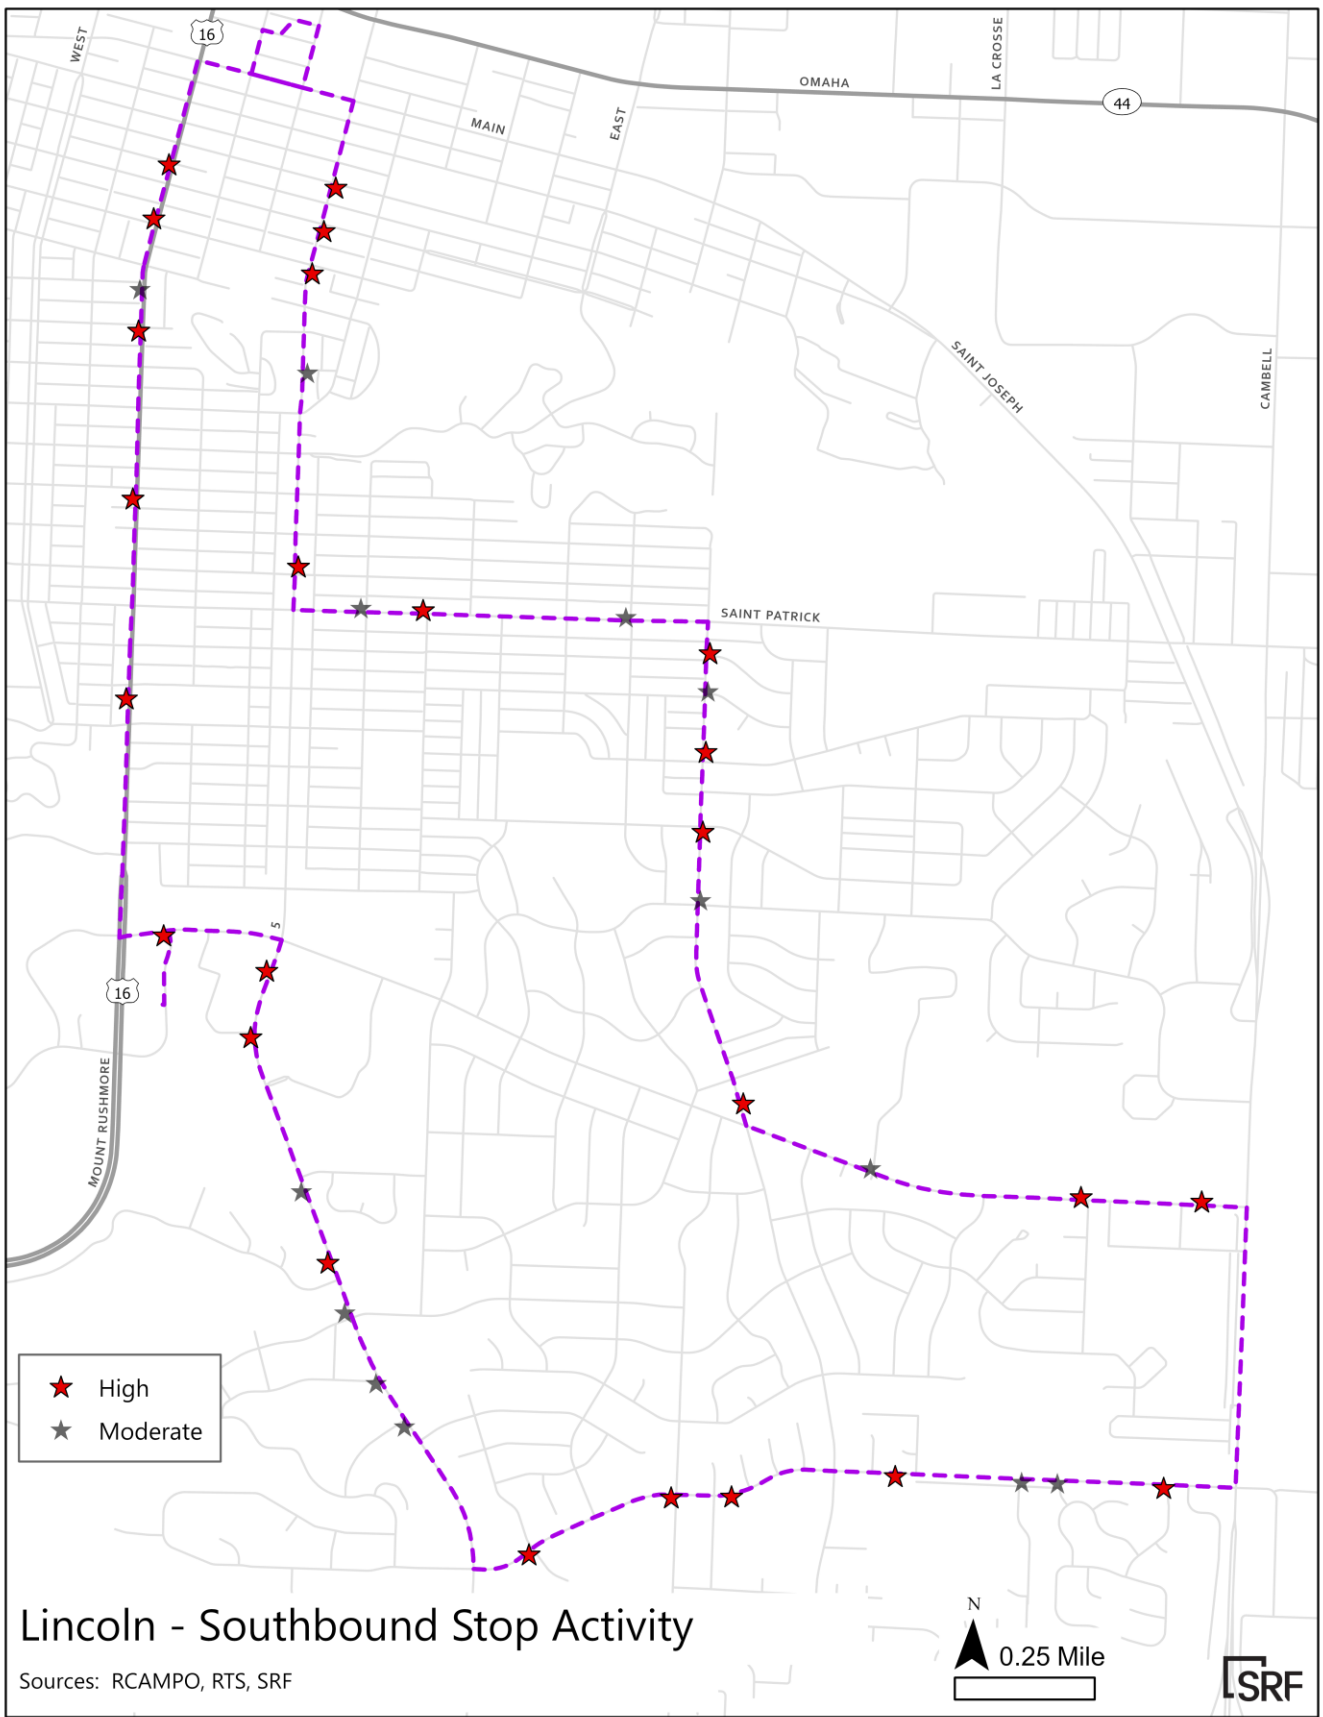 WEST
16
LA CROSSE
OMAHA
44
MAIN
EAST
SAINT JOSEPH
CAMBELL
SAINT PATRICK
5
16
MOUNT RUSHMORE
High
Moderate
Lincoln - Southbound Stop Activity
Sources: RCAMPO, RTS, SRF
N
0.25 Mile
SRF